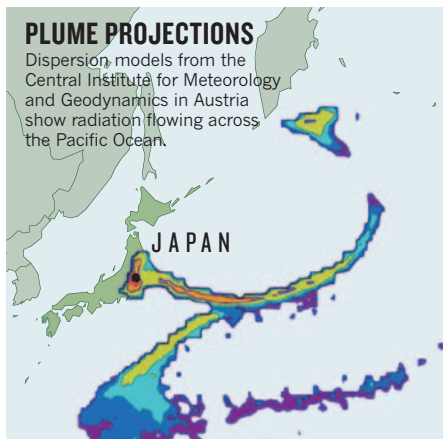 PLUME PROJECTIONS
Dispersion models from the
Central Institute for Meteorology
and Geodynamics in Austria
show radiation flowing across
the Pacific Ocean.
JAPAN